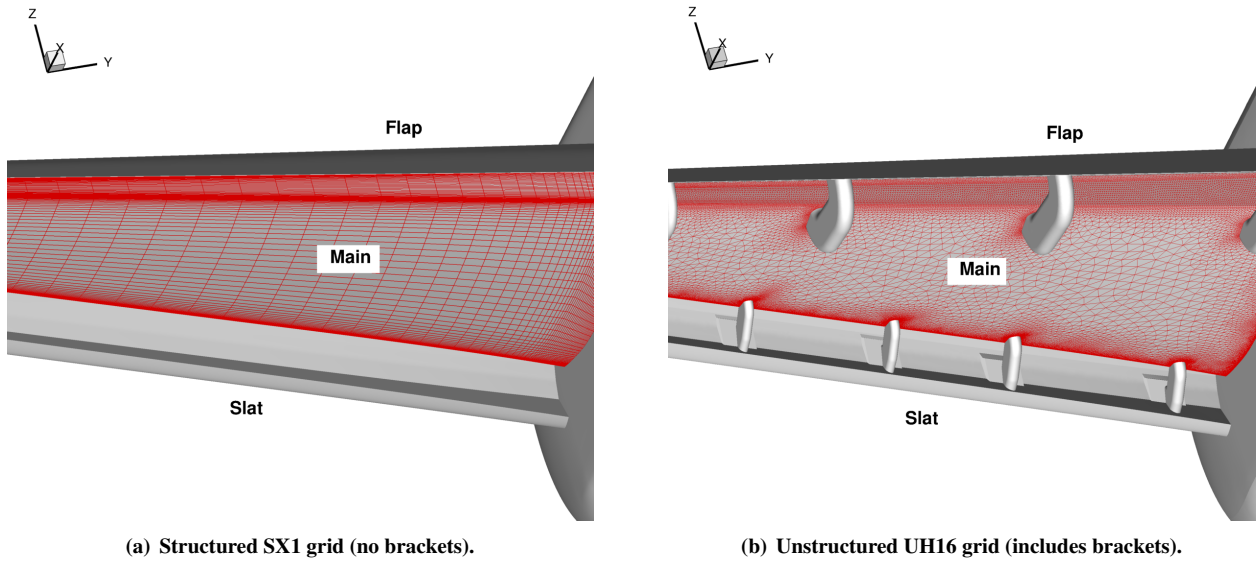 Z
X
Y
Flap
Main
Slat
(a) Structured SX1 grid (no brackets).
Z
X
Y
Flap
Main
Slat
(b) Unstructured UH16 grid (includes brackets).